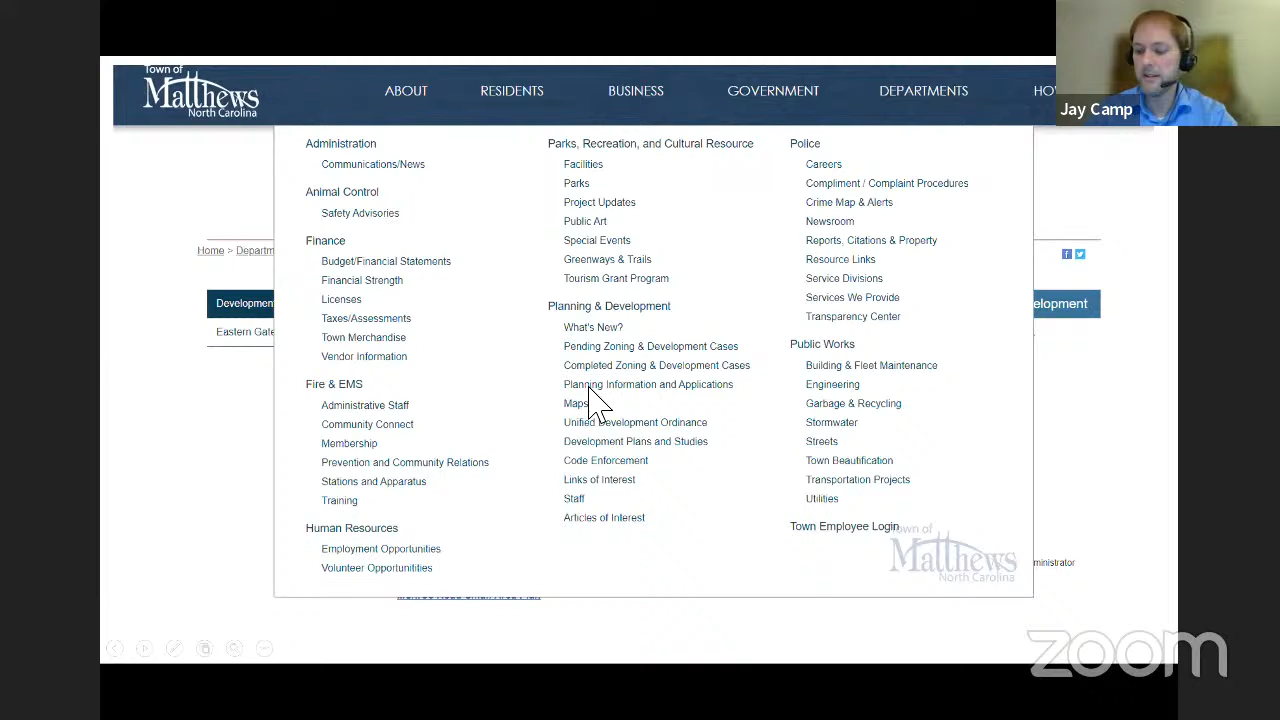 Town of
Matthews
North Carolina
ABOUT
RESIDENTS
BUSINESS
GOVERNMENT
DEPARTMENTS
Jay Camp
Home > Departm
Development
Eastern Gate
Administration
Communications/News
Animal Control
Safety Advisories
Finance
Budget/Financial Statements
Financial Strength
Licenses
Taxes/Assessments
Town Merchandise
Vendor Information
Fire & EMS
Administrative Staff
Community Connect
Membership
Prevention and Community Relations
Stations and Apparatus
Training
Human Resources
Employment Opportunities
Volunteer Opportunitities
Parks, Recreation, and Cultural Resource
Facilities
Parks
Project Updates
Public Art
Special Events
Greenways & Trails
Tourism Grant Program
Planning & Development
What's New?
Pending Zoning & Development Cases
Completed Zoning & Development Cases
Planning Information and Applications
Maps
Unified Development Ordinance
Development Plans and Studies
Code Enforcement
Links of Interest
Staff
Articles of Interest
Police
Careers
Compliment / Complaint Procedures
Crime Map & Alerts
Newsroom
Reports, Citations & Property
Resource Links
Service Divisions
Services We Provide
Transparency Center
Public Works
Building & Fleet Maintenance
Engineering
Garbage & Recycling
Stormwater
Streets
Town Beautification
Transportation Projects
Utilities
Town Employee Login
Town of
Matthews
North Carolina
elopment
ministrator
zoom